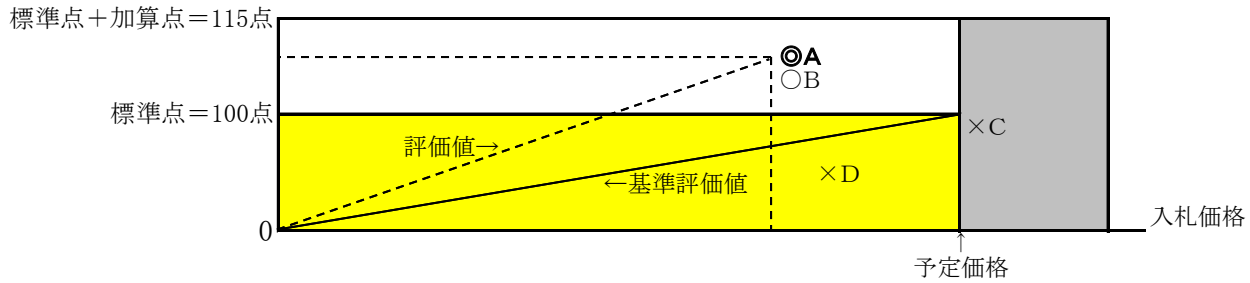 標準点＋加算点＝115点
◎A
○B
標準点＝100点
×C
評価値→
×D
←基準評価値
入札価格
0
↑
予定価格